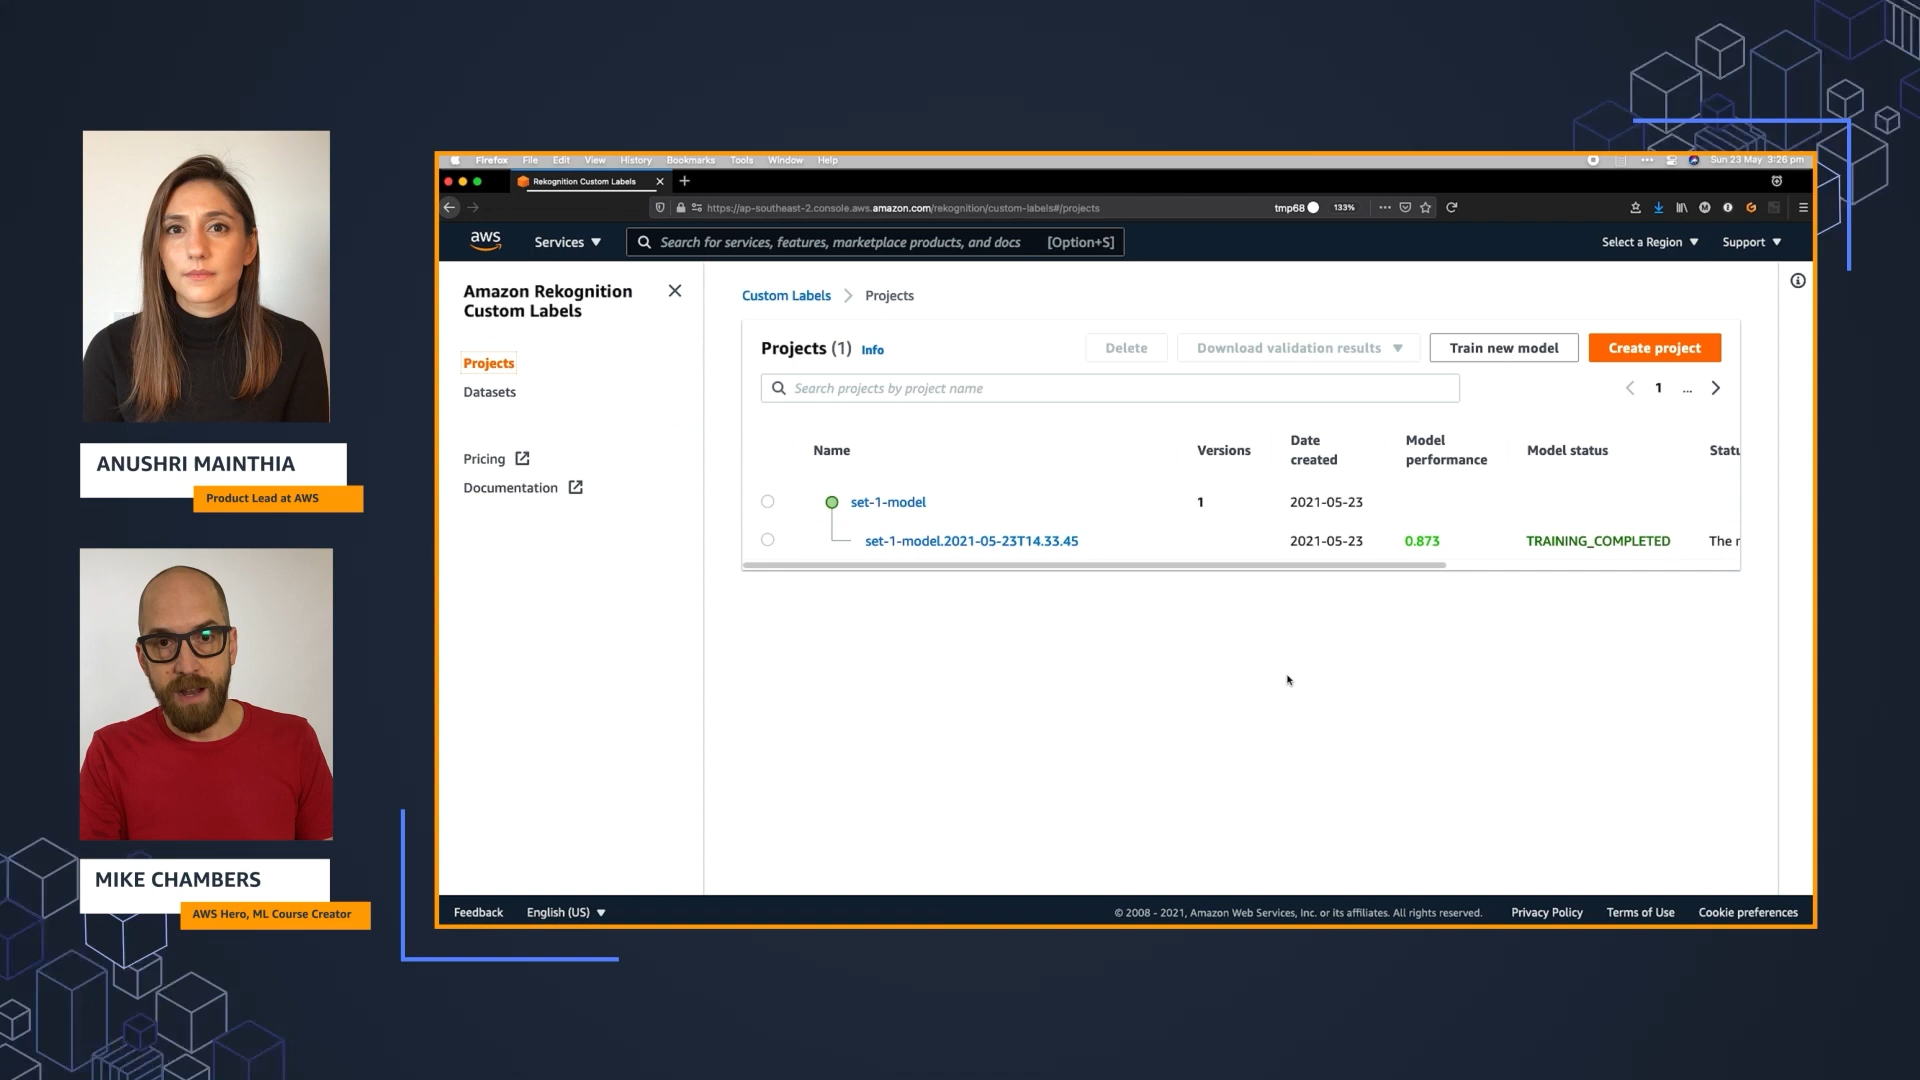 ANUSHRI MAINTHIA
Product Lead at AWS
MIKE CHAMBERS
AWS Hero, ML Course Creator
Firefox File Edit View History Bookmarks Tools Window Help
Sun 23 May 3:26 pm
Rekognition Custom Labels
https://ap-southeast-2.console.aws.amazon.com/rekognition/custom-labels#/projects
tmp68
133%
aws
Services
Search for services, features, marketplace products, and docs [Option+S]
Select a Region
Support
Amazon Rekognition
Custom Labels
Projects
Datasets
Pricing
Documentation
Custom Labels Projects
Projects (1) Info
Delete
Download validation results
Train new model
Create project
Search projects by project name
1 ...
Name Versions Date created Model performance Model status Statu
set-1-model 1 2021-05-23
set-1-model.2021-05-23T14.33.45 2021-05-23 0.873 TRAINING_COMPLETED The r
Feedback
English (US)
© 2008 - 2021, Amazon Web Services, Inc. or its affiliates. All rights reserved.
Privacy Policy
Terms of Use
Cookie preferences